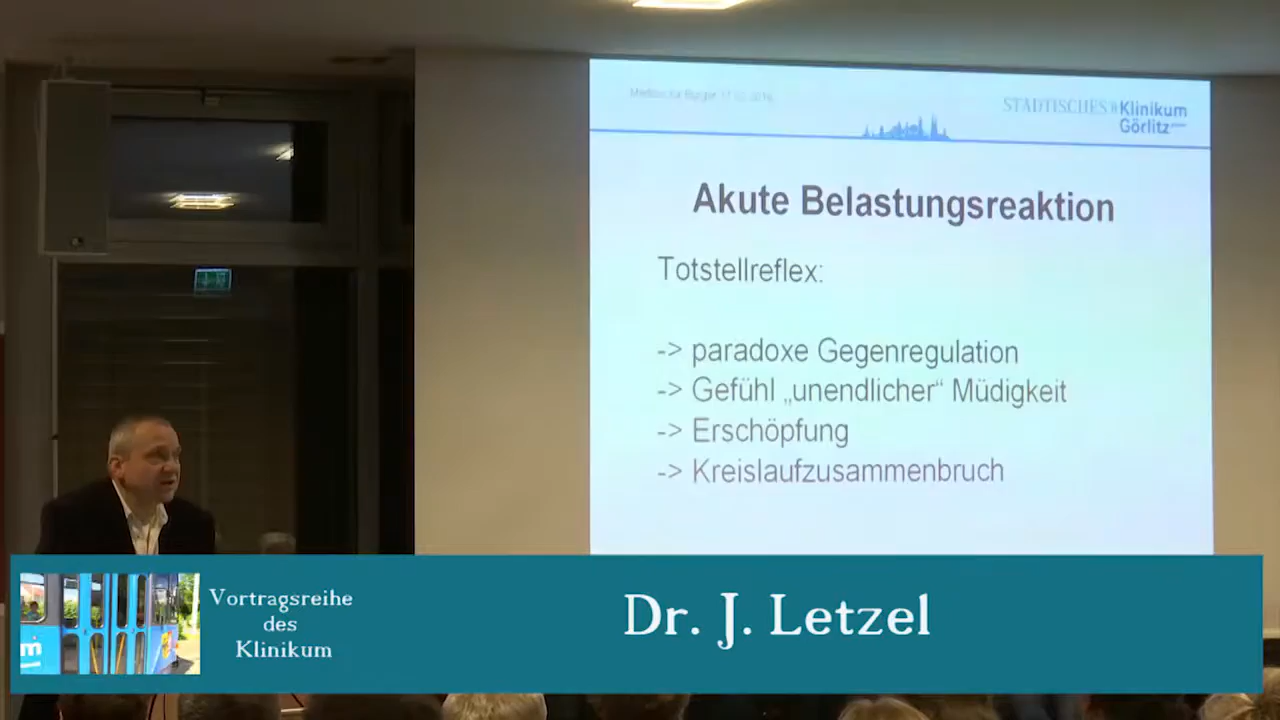 STÄDTISCHES
Klinikum
Görlitz
Akute Belastungsreaktion
Totstellreflex:
-> paradoxe Gegenregulation
-> Gefühl „unendlicher“ Müdigkeit
-> Erschöpfung
-> Kreislaufzusammenbruch
Vortragsreihe
des
Klinikum
Dr. J. Letzel